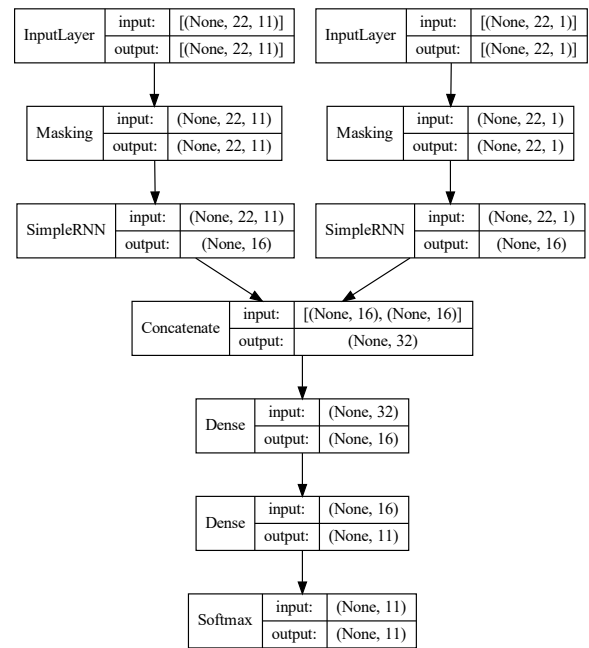 InputLayer input: [(None, 22, 11)]
output: [(None, 22, 11)]
InputLayer input: [(None, 22, 1)]
output: [(None, 22, 1)]
Masking input: (None, 22, 11)
output: (None, 22, 11)
Masking input: (None, 22, 1)
output: (None, 22, 1)
SimpleRNN input: (None, 22, 11)
output: (None, 16)
SimpleRNN input: (None, 22, 1)
output: (None, 16)
Concatenate input: [(None, 16), (None, 16)]
output: (None, 32)
Dense input: (None, 32)
output: (None, 16)
Dense input: (None, 16)
output: (None, 11)
Softmax input: (None, 11)
output: (None, 11)